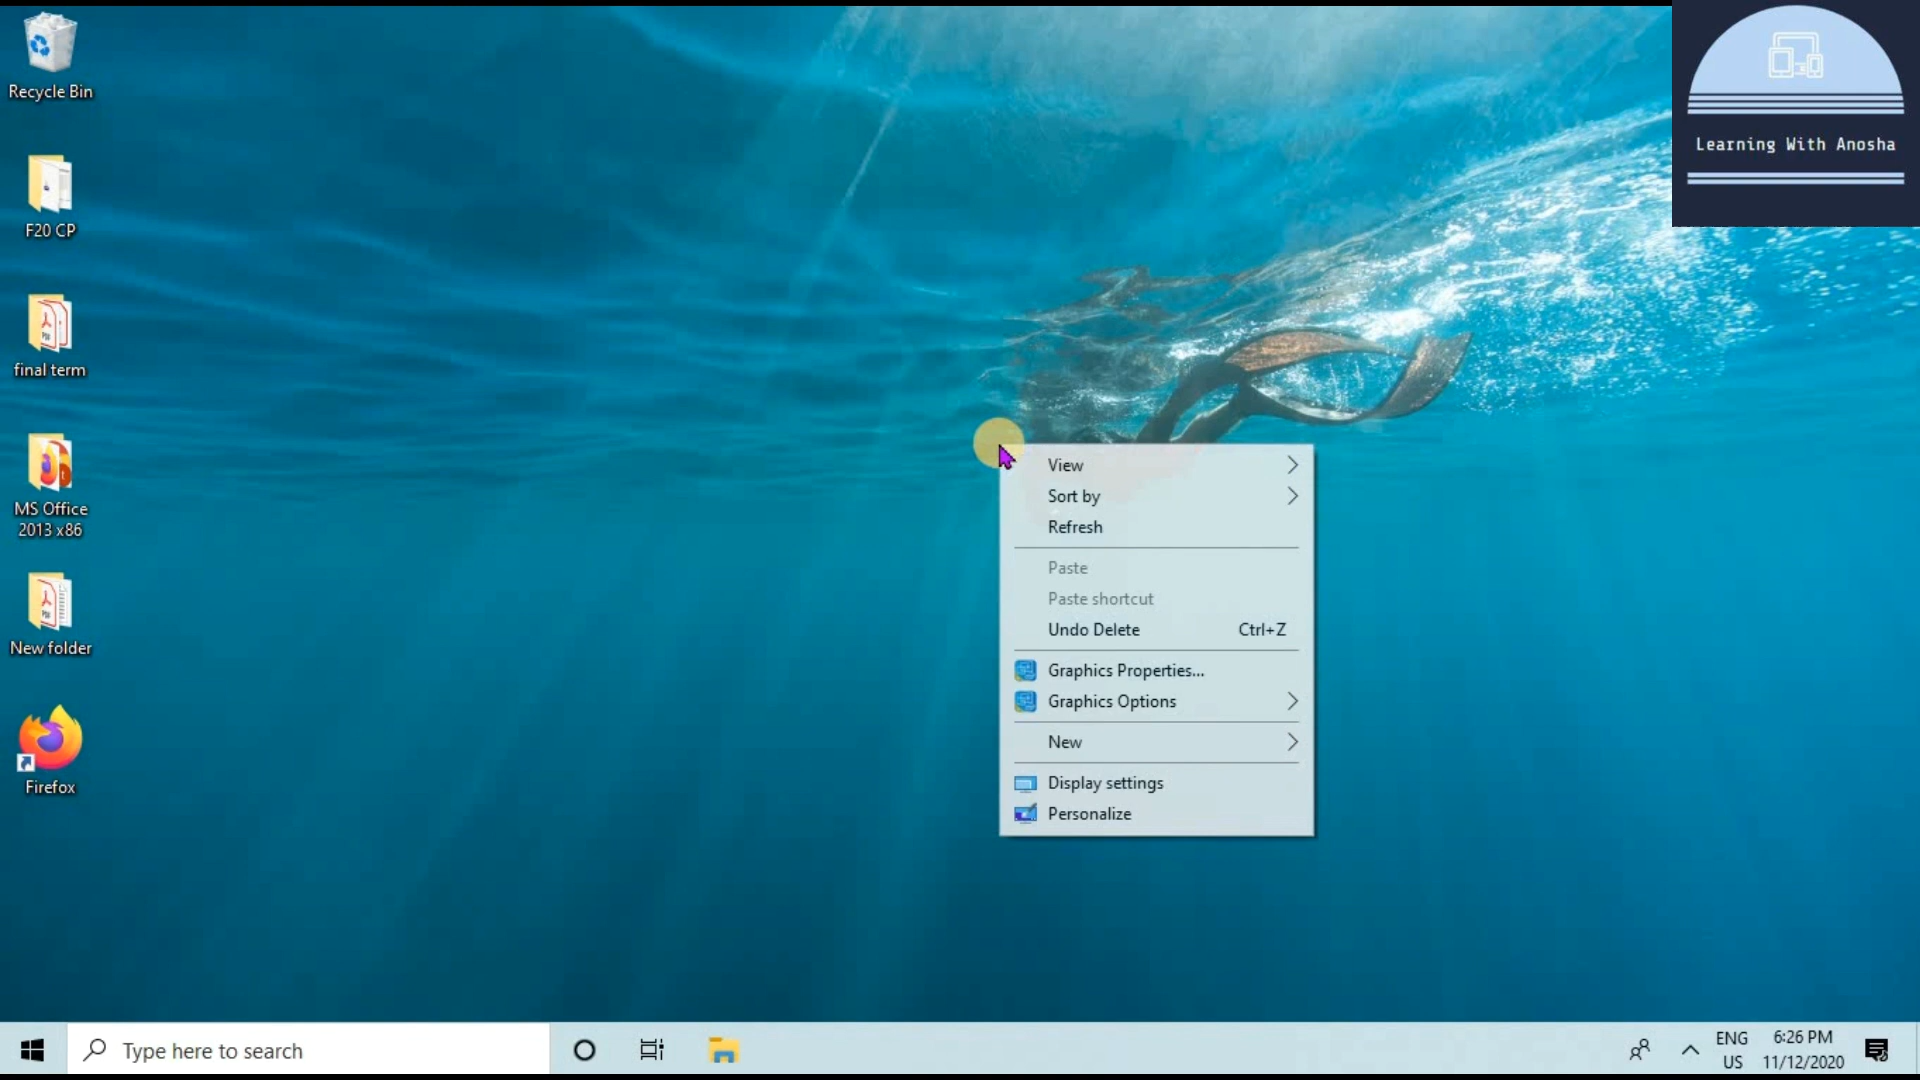 Recycle Bin
F20 CP
final term
MS Office
2013 x86
New folder
Firefox
Learning With Anosha
View
Sort by
Refresh
Paste
Paste shortcut
Undo Delete Ctrl+Z
Graphics Properties...
Graphics Options
New
Display settings
Personalize
Type here to search
ENG
US
6:26 PM
11/12/2020